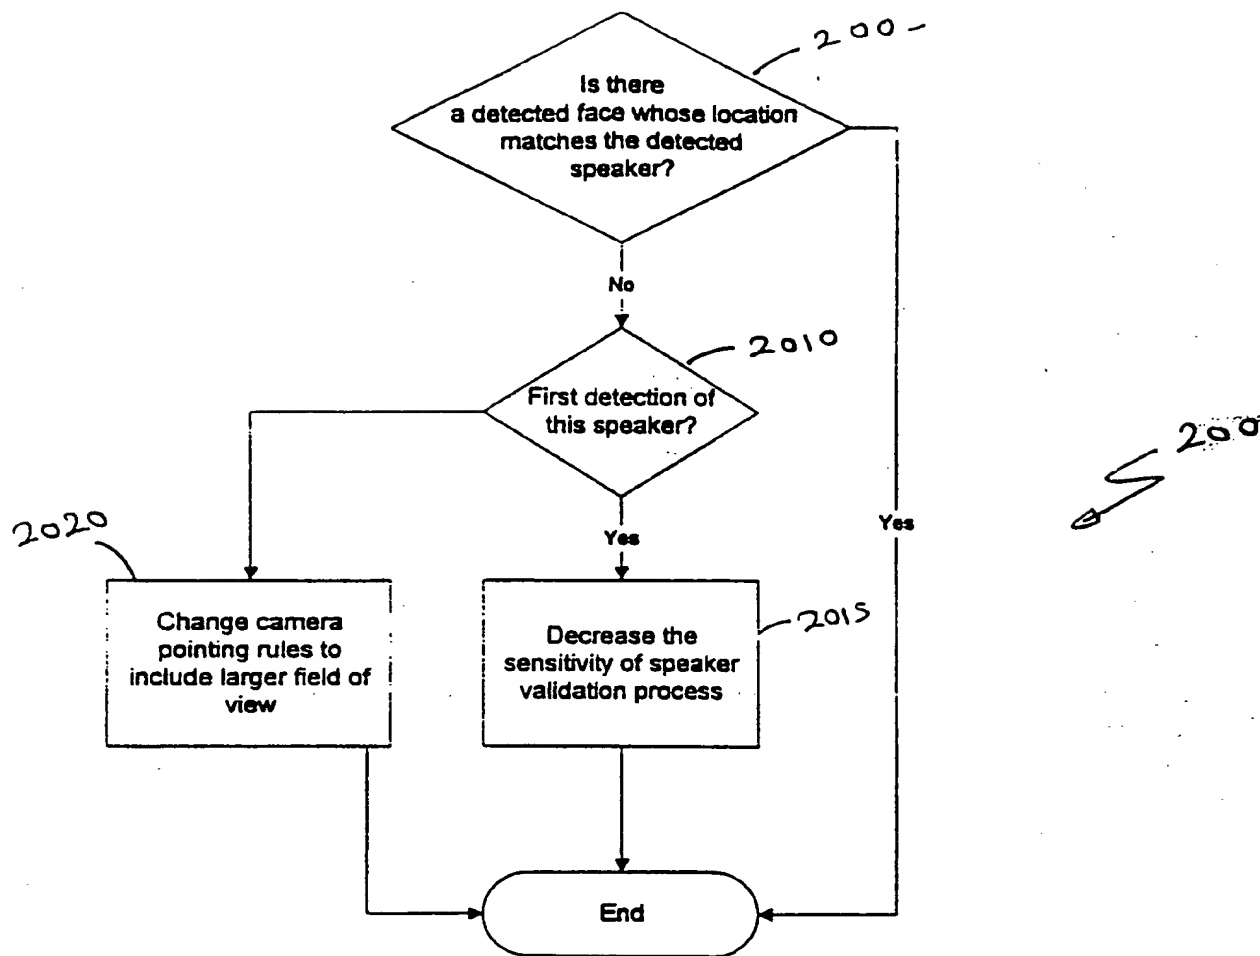 200-
Is there
a detected face whose location
matches the detected
speaker?
No
2010
First detection of
this speaker?
200
2020
Yes
Yes
Change camera
pointing rules to
include larger field of
view
Decrease the
sensitivity of speaker
validation process
2015
End